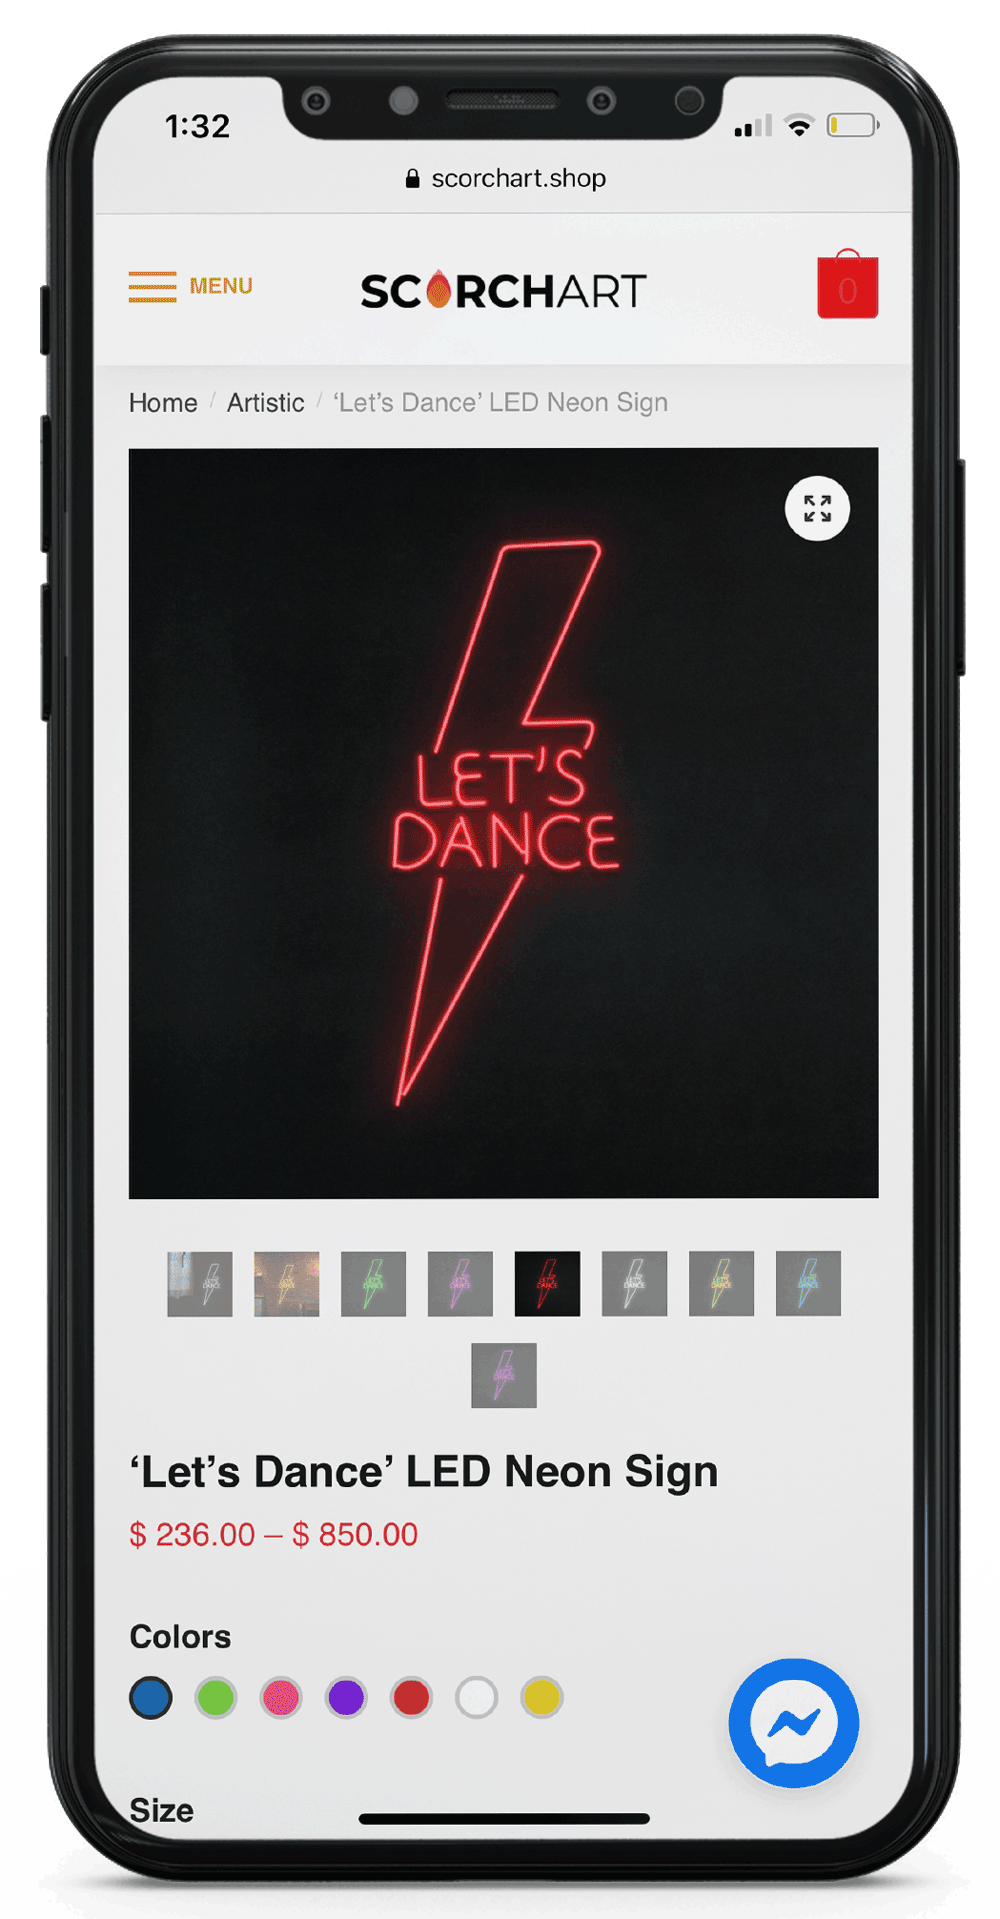 1:32
scorchart.shop
MENU
SCORCHART
0
Home / Artistic / ‘Let’s Dance’ LED Neon Sign
LET'S
DANCE
‘Let’s Dance’ LED Neon Sign
$ 236.00 – $ 850.00
Colors
Size